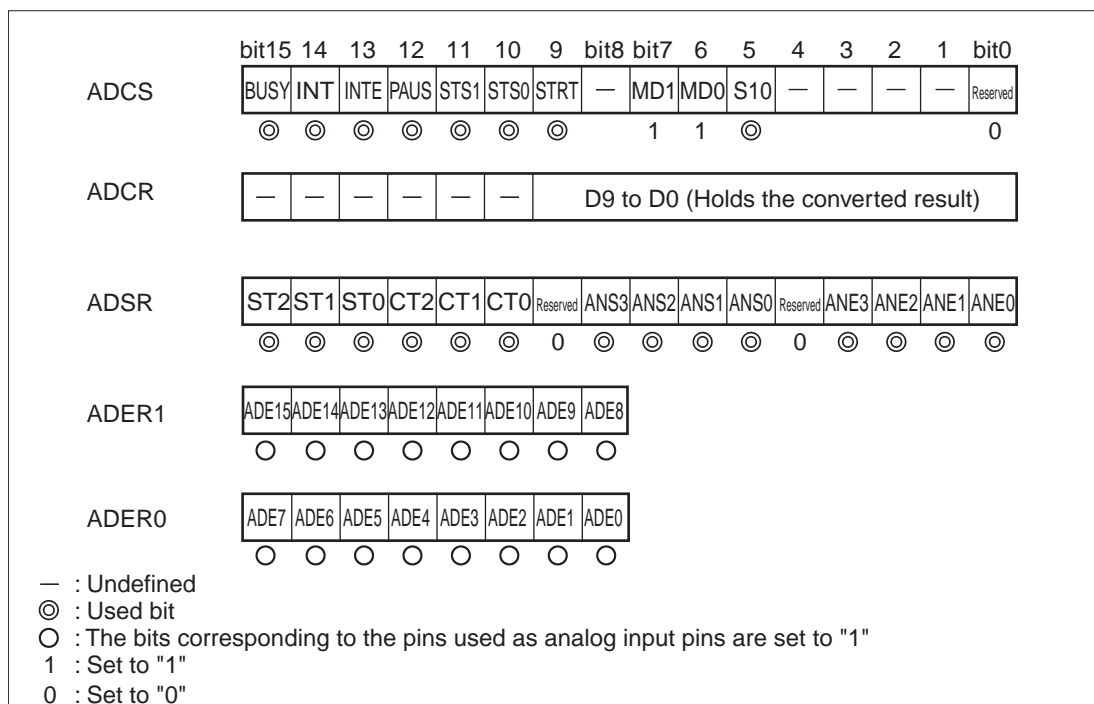 bit15 14 13 12 11 10 9 bit8 bit7 6 5 4 3 2 1 bit0
ADCS BUSY INT INTE PAUS STS1 STS0 STRT — MD1 MD0 S10 — — — — Reserved
◎ ◎ ◎ ◎ ◎ ◎ ◎ 1 1 ◎ 0
ADCR — — — — — — D9 to D0 (Holds the converted result)
ADSR ST2 ST1 ST0 CT2 CT1 CT0 Reserved ANS3 ANS2 ANS1 ANS0 Reserved ANE3 ANE2 ANE1 ANE0
◎ ◎ ◎ ◎ ◎ ◎ 0 ◎ ◎ ◎ ◎ 0 ◎ ◎ ◎ ◎
ADER1 ADE15 ADE14 ADE13 ADE12 ADE11 ADE10 ADE9 ADE8
○ ○ ○ ○ ○ ○ ○ ○
ADER0 ADE7 ADE6 ADE5 ADE4 ADE3 ADE2 ADE1 ADE0
○ ○ ○ ○ ○ ○ ○ ○
— : Undefined
◎ : Used bit
○ : The bits corresponding to the pins used as analog input pins are set to "1"
1 : Set to "1"
0 : Set to "0"